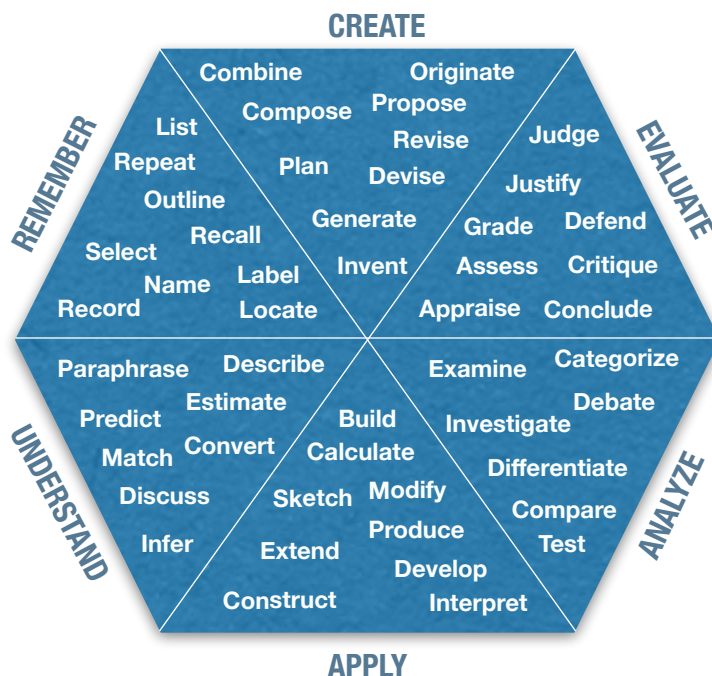 CREATE
Combine
Originate
Compose
Propose
Revise
Plan
Devise
Generate
Invent
EVALUATE
Judge
Justify
Grade
Defend
Assess
Critique
Appraise
Conclude
ANALYZE
Examine
Categorize
Debate
Investigate
Differentiate
Compare
Test
APPLY
Build
Calculate
Sketch
Modify
Produce
Extend
Develop
Construct
Interpret
UNDERSTAND
Paraphrase
Describe
Estimate
Predict
Convert
Match
Discuss
Infer
REMEMBER
List
Repeat
Outline
Recall
Select
Label
Name
Record
Locate